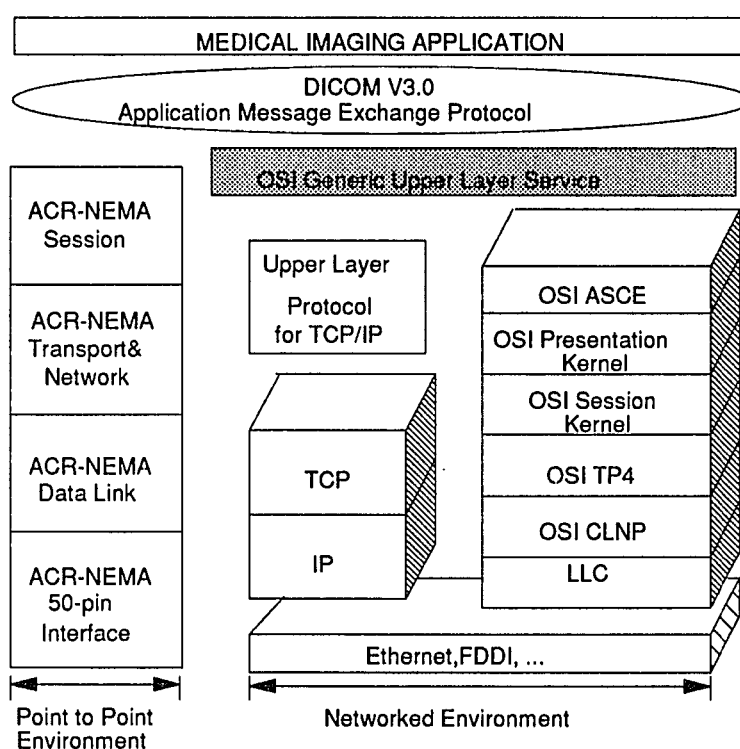 MEDICAL IMAGING APPLICATION
DICOM V3.0
Application Message Exchange Protocol
OSI Generic Upper Layer Service
ACR-NEMA
Session
ACR-NEMA
Transport&
Network
ACR-NEMA
Data Link
ACR-NEMA
50-pin
Interface
Upper Layer
Protocol
for TCP/IP
TCP
IP
OSI ASCE
OSI Presentation
Kernel
OSI Session
Kernel
OSI TP4
OSI CLNP
LLC
Ethernet,FDDI, ...
Point to Point
Environment
Networked Environment